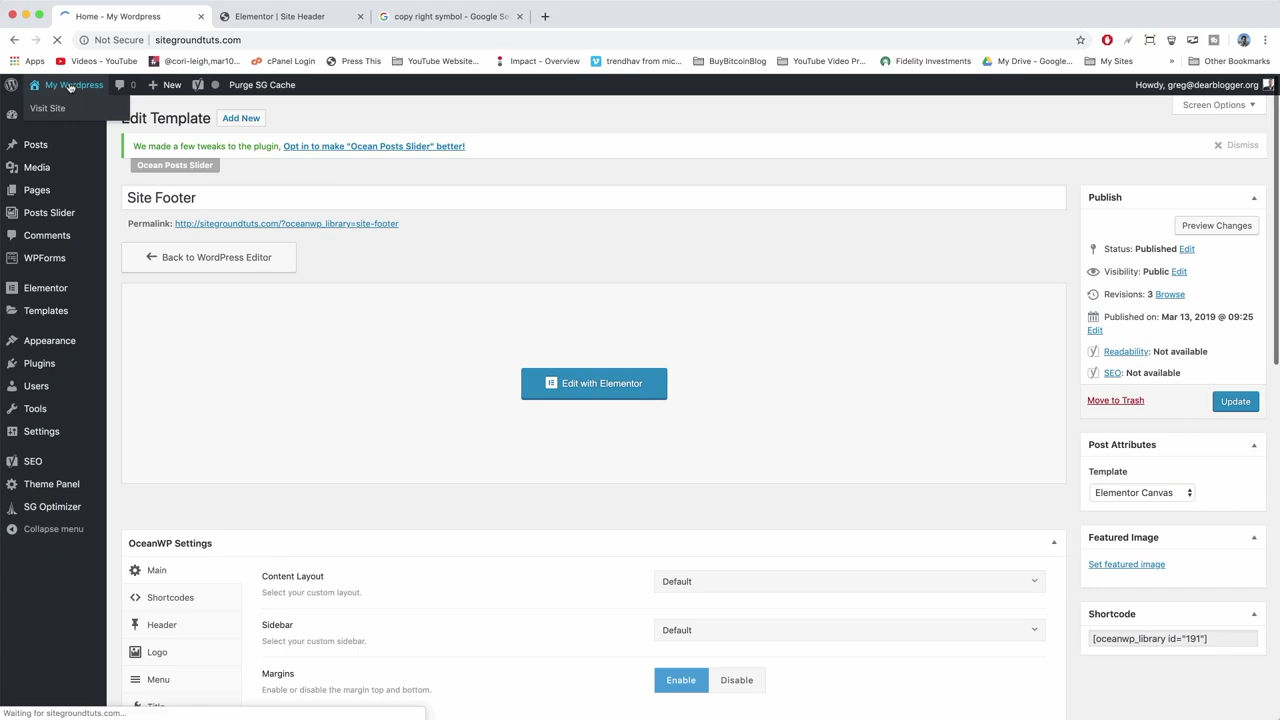 Home - My Wordpress
Elementor | Site Header
copy right symbol - Google Se
Not Secure | sitegroundtuts.com
Apps
Videos - YouTube
@cori-leigh,mar10...
cPanel Login
Press This
YouTube Website...
Impact - Overview
trendhav from mic...
BuyBitcoinBlog
YouTube Video Pr...
Fidelity Investments
My Drive - Googl...
My Sites
Other Bookmarks
My Wordpress
0
New
Purge SG Cache
Howdy, greg@dearblogger.org
Visit Site
Screen Options
Edit Template
Add New
We made a few tweaks to the plugin, Opt in to make "Ocean Posts Slider" better!
Dismiss
Ocean Posts Slider
Posts
Media
Pages
Posts Slider
Comments
WPForms
Elementor
Templates
Appearance
Plugins
Users
Tools
Settings
SEO
Theme Panel
SG Optimizer
Collapse menu
Site Footer
Permalink: http://sitegroundtuts.com/?oceanwp_library=site-footer
Back to WordPress Editor
Edit with Elementor
OceanWP Settings
Main
Shortcodes
Header
Logo
Menu
Title
Content Layout
Select your custom layout.
Default
Sidebar
Select your custom sidebar.
Default
Margins
Enable or disable the margin top and bottom.
Enable
Disable
Publish
Preview Changes
Status: Published Edit
Visibility: Public Edit
Revisions: 3 Browse
Published on: Mar 13, 2019 @ 09:25
Edit
Readability: Not available
SEO: Not available
Move to Trash
Update
Post Attributes
Template
Elementor Canvas
Featured Image
Set featured image
Shortcode
[oceanwp_library id="191"]
Waiting for sitegroundtuts.com...